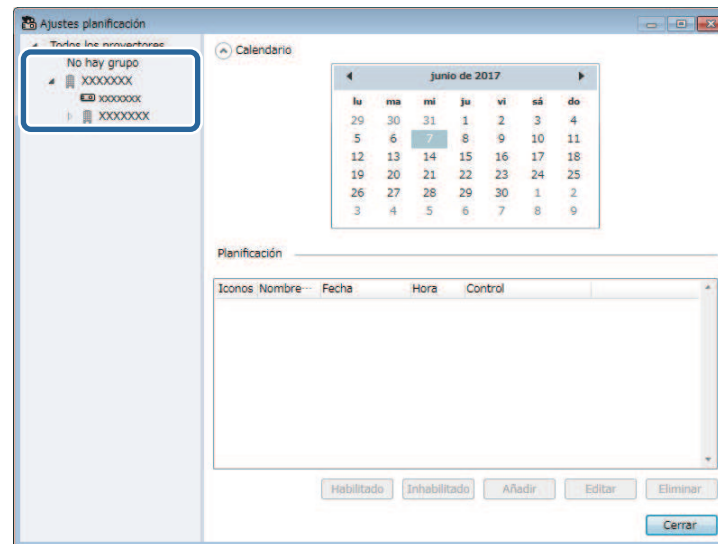 Ajustes planificación
Todos los proyectores
No hay grupo
XXXXXXX
XXXXXXX
XXXXXXX
Calendario
junio de 2017
lu ma mi ju vi sá do
29 30 31 1 2 3 4
5 6 7 8 9 10 11
12 13 14 15 16 17 18
19 20 21 22 23 24 25
26 27 28 29 30 1 2
3 4 5 6 7 8 9
Planificación
Iconos Nombre··· Fecha Hora Control
Habilitado Inhabilitado Añadir Editar Eliminar
Cerrar